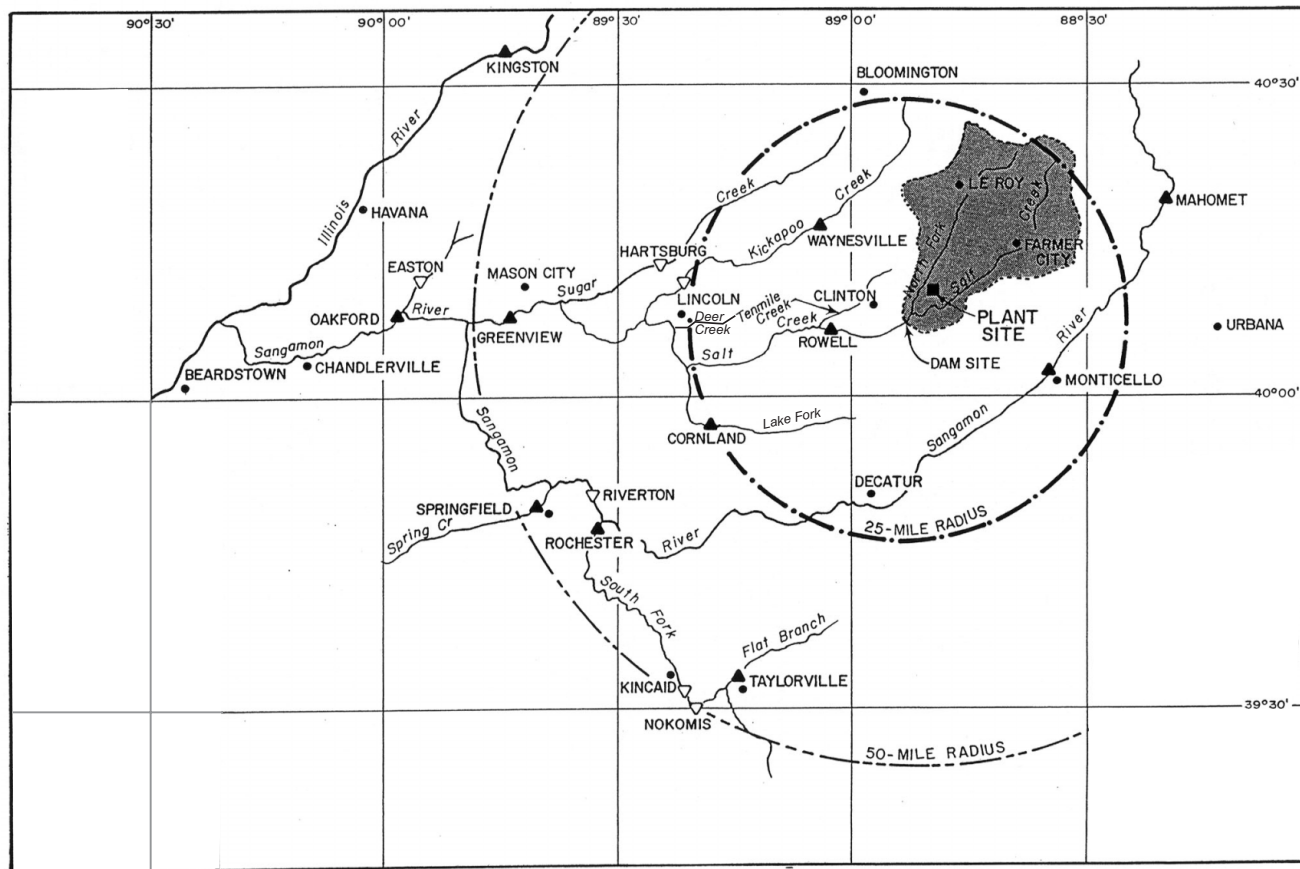 90°30'
90°00'
89°30'
89°00'
88°30'
KINGSTON
BLOOMINGTON
40°30'
River
Illinois
HAVANA
Creek
Creek
Kickapoo
LE ROY
Creek
MAHOMET
WAYNESVILLE
North Fork
FARMER
CITY
HARTSBURG
EASTON
MASON CITY
Sugar
LINCOLN
Deer
Creek
Tenmile
Creek
CLINTON
Salt
PLANT
SITE
River
OAKFORD
River
GREENVIEW
Creek
ROWELL
URBANA
Sangamon
Salt
DAM SITE
BEARDSTOWN
CHANDLERVILLE
MONTICELLO
40°00'
Sangamon
CORNLAND
Lake Fork
Sangamon
DECATUR
RIVERTON
SPRINGFIELD
Spring Cr
ROCHESTER
River
25-MILE RADIUS
South
Fork
Flat Branch
KINCAID
TAYLORVILLE
NOKOMIS
39°30'
50-MILE RADIUS